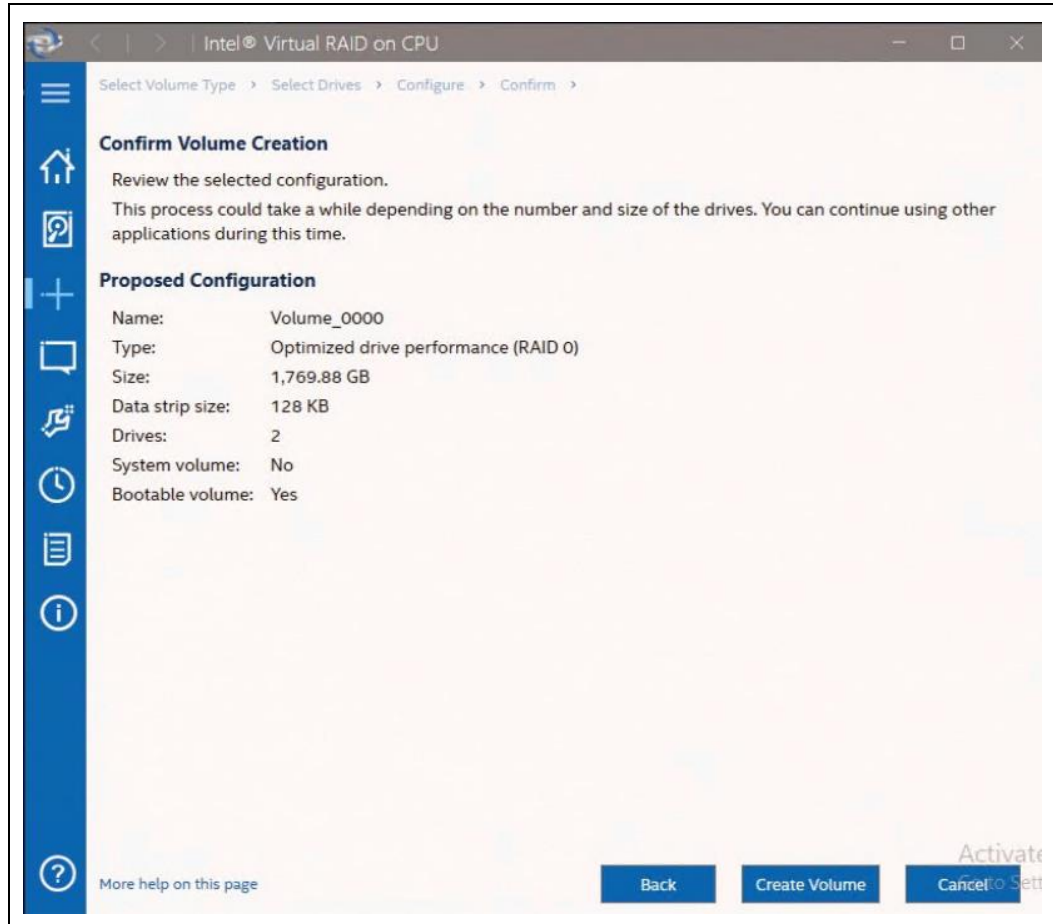 Intel® Virtual RAID on CPU
Select Volume Type > Select Drives > Configure > Confirm >
Confirm Volume Creation
Review the selected configuration.
This process could take a while depending on the number and size of the drives. You can continue using other
applications during this time.
Proposed Configuration
Name: Volume_0000
Type: Optimized drive performance (RAID 0)
Size: 1,769.88 GB
Data strip size: 128 KB
Drives: 2
System volume: No
Bootable volume: Yes
Activate
More help on this page Back Create Volume Cancel to Sett